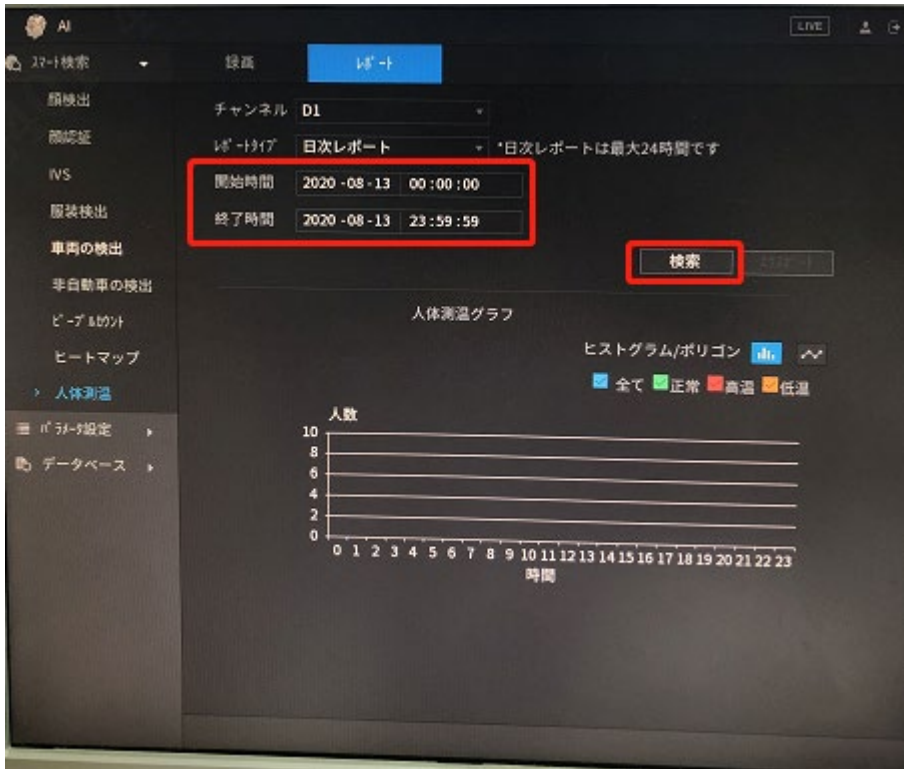 AI
LIVE
ｽﾏｰﾄ検索
録画
ﾚﾎﾟｰﾄ
顔検出
チャンネル D1
顔認証
ﾚﾎﾟｰﾄﾀｲﾌﾟ 日次レポート *日次レポートは最大24時間です
IVS
開始時間 2020 -08 -13 00 :00 :00
服装検出
終了時間 2020 -08 -13 23 :59 :59
車両の検出
検索
非自動車の検出
人体測温グラフ
ﾋﾟｰﾌﾟﾙｶｳﾝﾄ
ヒストグラム/ポリゴン
ヒートマップ
全て 正常 高温 低温
人体測温
人数
ﾊﾟﾗﾒｰﾀ設定
データベース
10
8
6
4
2
0
0 1 2 3 4 5 6 7 8 9 10 11 12 13 14 15 16 17 18 19 20 21 22 23
時間